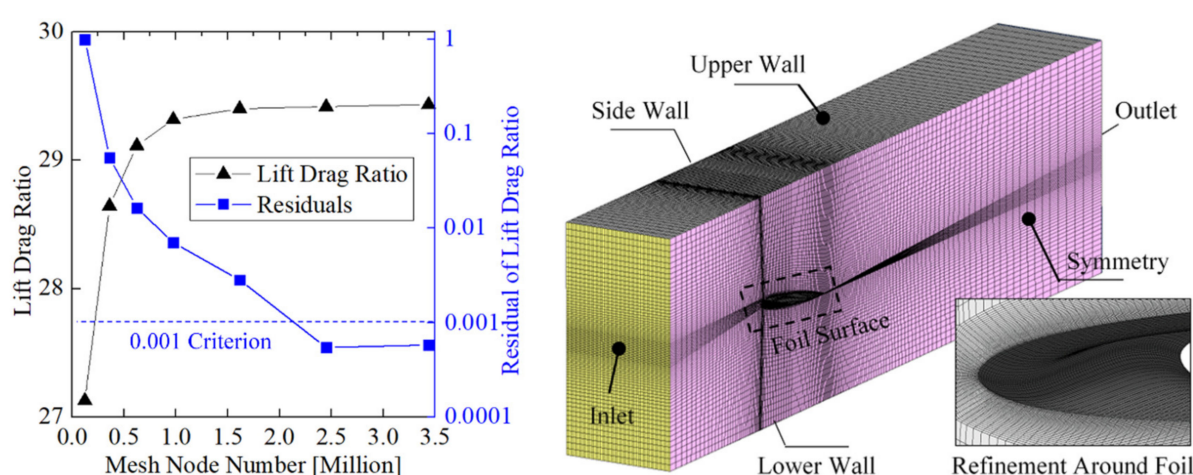 30
29
28
27
Lift Drag Ratio
Lift Drag Ratio
Residuals
0.001 Criterion
1
0.1
0.01
0.001
0.0001
Residual of Lift Drag Ratio
0.0 0.5 1.0 1.5 2.0 2.5 3.0 3.5
Mesh Node Number [Million]
Upper Wall
Side Wall
Outlet
Symmetry
Foil Surface
Inlet
Lower Wall
Refinement Around Foil